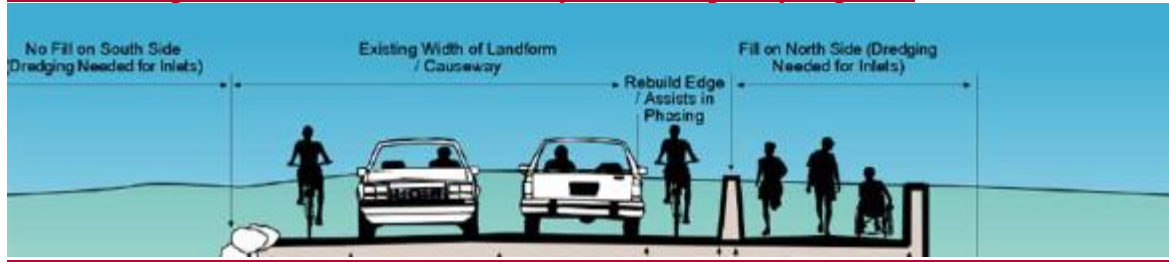 No Fill on South Side
(Dredging Needed for Inlets)
Existing Width of Landform
/ Causeway
Rebuild Edge
/ Assists in
Phasing
Fill on North Side (Dredging
Needed for Inlets)